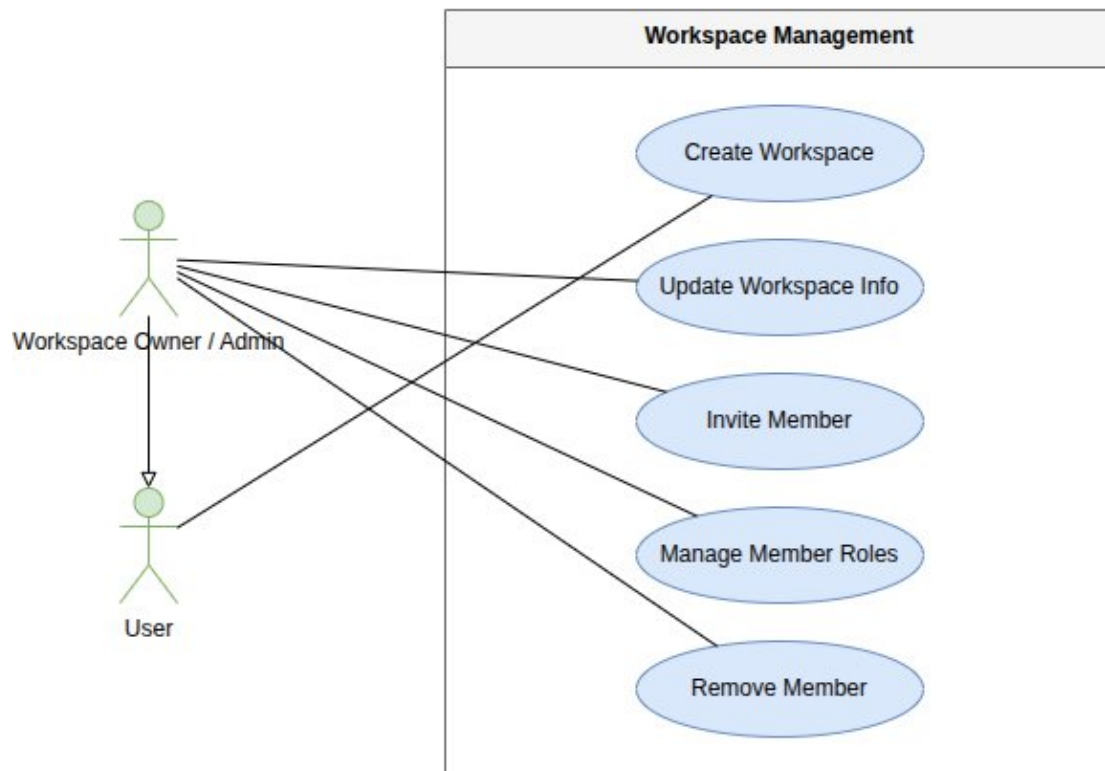 Workspace Management
Create Workspace
Update Workspace Info
Workspace Owner / Admin
Invite Member
Manage Member Roles
User
Remove Member